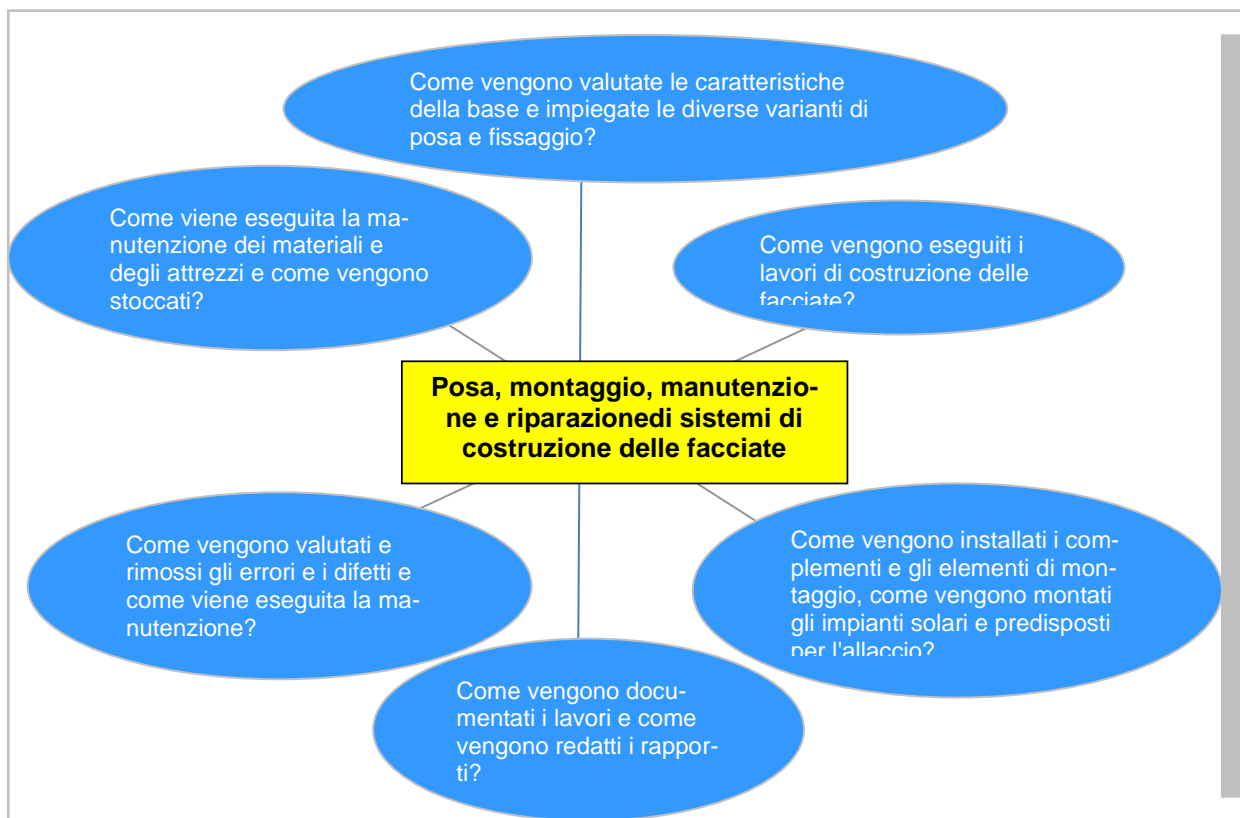 Come vengono valutate le caratteristiche
della base e impiegate le diverse varianti di
posa e fissaggio?
Come viene eseguita la ma-
nutenzione dei materiali e
degli attrezzi e come vengono
stoccati?
Come vengono eseguiti i
lavori di costruzione delle
facciate?
Posa, montaggio, manutenzio-
ne e riparazionedi sistemi di
costruzione delle facciate
Come vengono valutati e
rimossi gli errori e i difetti e
come viene eseguita la ma-
nutenzione?
Come vengono installati i com-
plementi e gli elementi di mon-
taggio, come vengono montati
gli impianti solari e predisposti
per l'allaccio?
Come vengono docu-
mentati i lavori e come
vengono redatti i rappor-
ti?